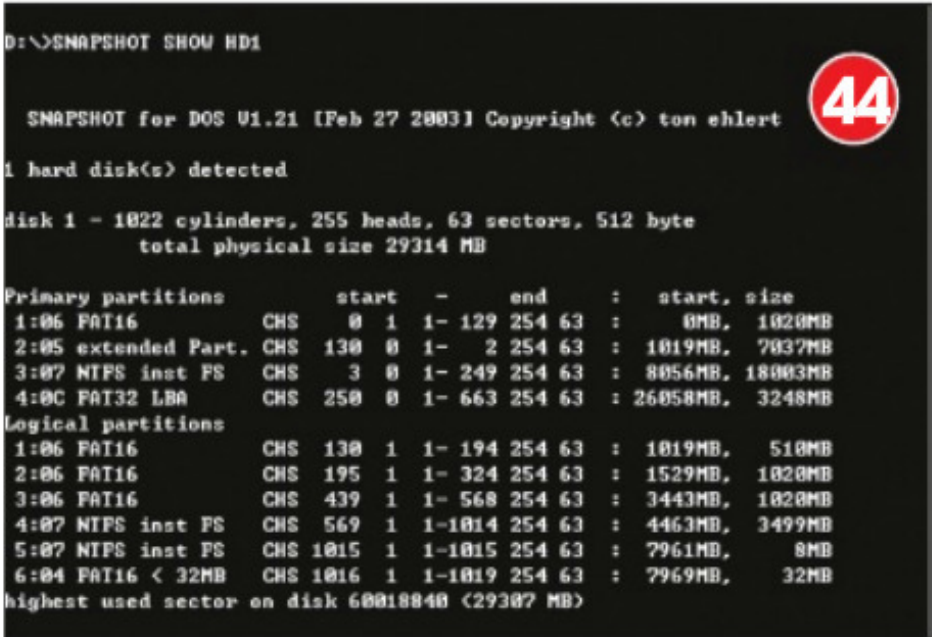 D:\>SNAPSHOT SHOW HD1
44
SNAPSHOT for DOS V1.21 [Feb 27 2003] Copyright (c) tom ehlert
1 hard disk(s) detected
disk 1 - 1022 cylinders, 255 heads, 63 sectors, 512 byte
total physical size 29314 MB
Primary partitions start - end : start, size
1:06 FAT16 CHS 0 1 1- 129 254 63 : 0MB, 1020MB
2:05 extended Part. CHS 130 0 1- 2 254 63 : 1019MB, 7037MB
3:07 NTFS inst FS CHS 3 0 1- 249 254 63 : 8056MB, 18003MB
4:0C FAT32 LBA CHS 250 0 1- 663 254 63 : 26058MB, 3248MB
Logical partitions
1:06 FAT16 CHS 130 1 1- 194 254 63 : 1019MB, 510MB
2:06 FAT16 CHS 195 1 1- 324 254 63 : 1529MB, 1020MB
3:06 FAT16 CHS 439 1 1- 568 254 63 : 3443MB, 1020MB
4:07 NTFS inst FS CHS 569 1 1-1014 254 63 : 4463MB, 3499MB
5:07 NTFS inst FS CHS 1015 1 1-1015 254 63 : 7961MB, 8MB
6:04 FAT16 < 32MB CHS 1016 1 1-1019 254 63 : 7969MB, 32MB
highest used sector on disk 60018840 (29307 MB)